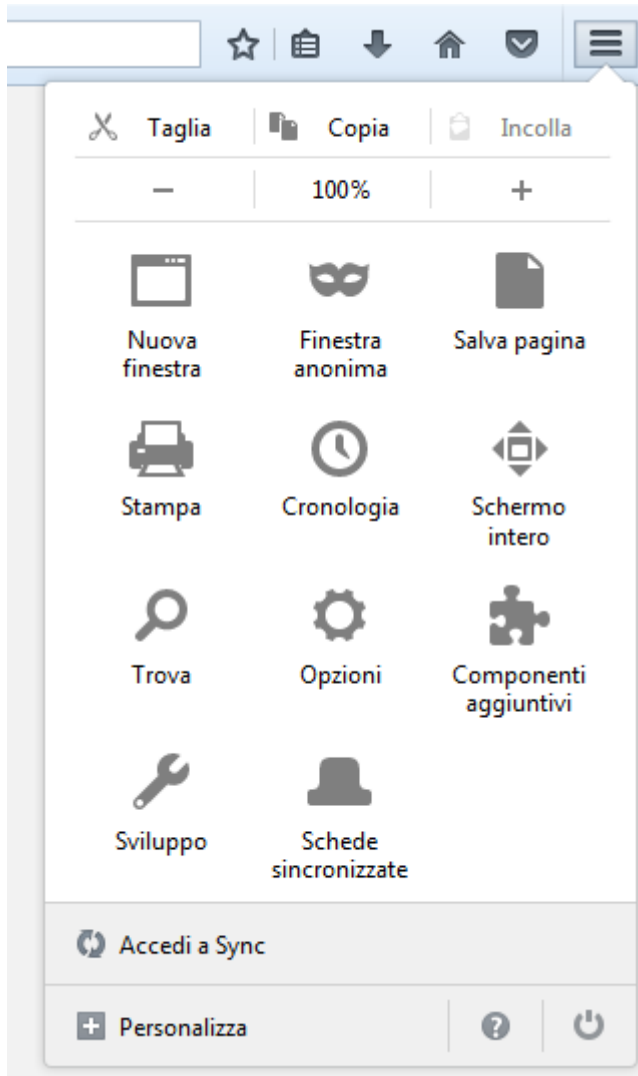 Taglia Copia Incolla
− 100% +
Nuova finestra
Finestra anonima
Salva pagina
Stampa
Cronologia
Schermo intero
Trova
Opzioni
Componenti aggiuntivi
Sviluppo
Schede sincronizzate
Accedi a Sync
Personalizza